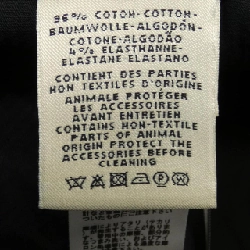 96% COTON-COTTON-
BAUMWOLLE-ALGODÓN-
COTONE-ALGODÃO
4% ELASTHANNE-
ELASTANE-ELASTANO
CONTIENT DES PARTIES
NON TEXTILES D'ORIGINE
ANIMALE PROTÉGER
LES ACCESSOIRES
AVANT ENTRETIEN
CONTAINS NON-TEXTILE
PARTS OF ANIMAL
ORIGIN PROTECT THE
ACCESSORIES BEFORE
CLEANING